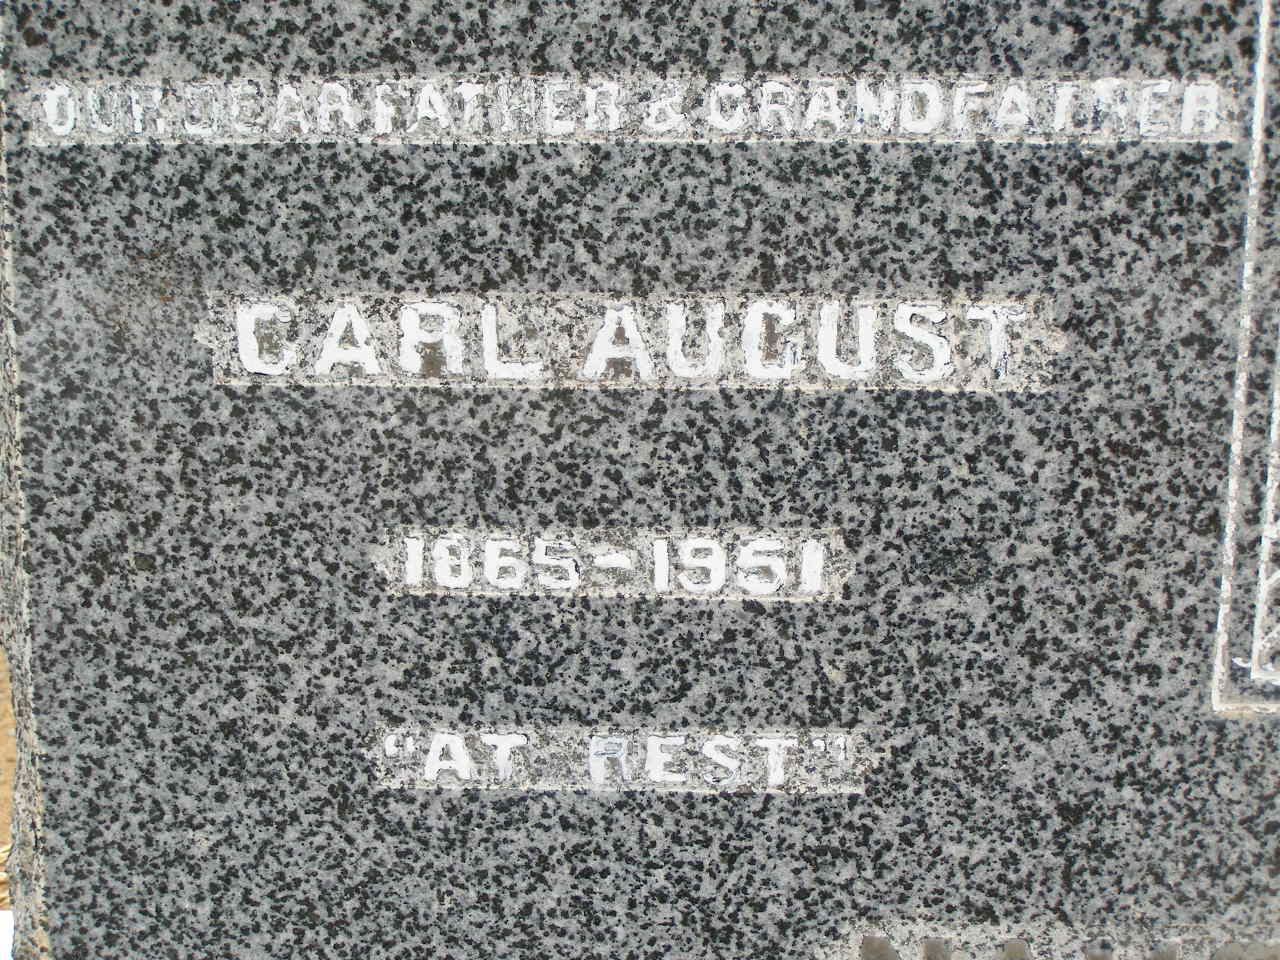 OUR DEAR FATHER & GRANDFATHER
CARL AUGUST
1865-1951
"AT REST"